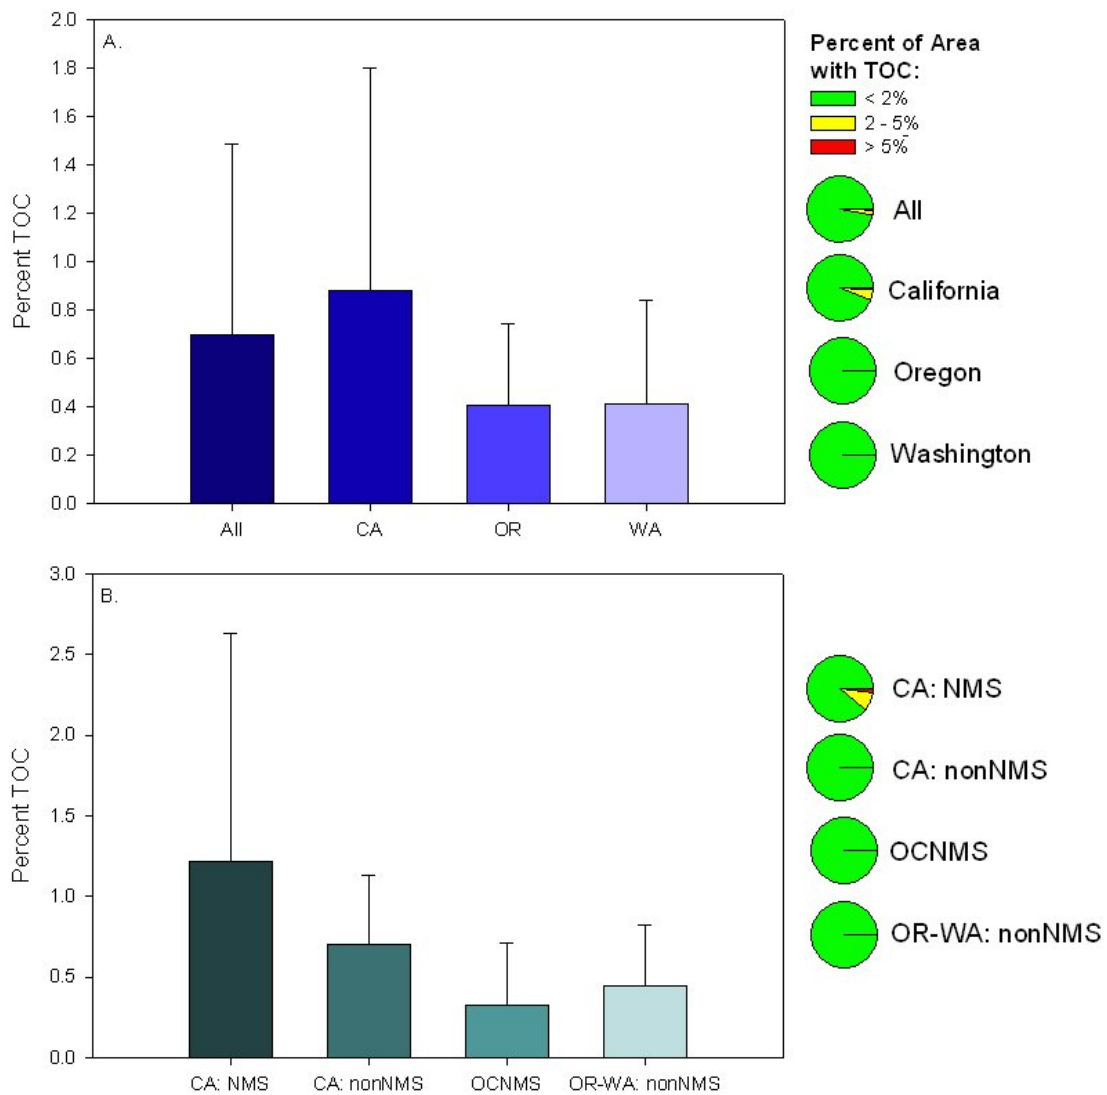 A.
2.0
1.8
1.6
1.4
1.2
1.0
0.8
0.6
0.4
0.2
0.0
Percent TOC
All
CA
OR
WA
Percent of Area
with TOC:
< 2%
2 - 5%
> 5%
All
California
Oregon
Washington
B.
3.0
2.5
2.0
1.5
1.0
0.5
0.0
Percent TOC
CA: NMS
CA: nonNMS
OCNMS
OR-WA: nonNMS
CA: NMS
CA: nonNMS
OCNMS
OR-WA: nonNMS